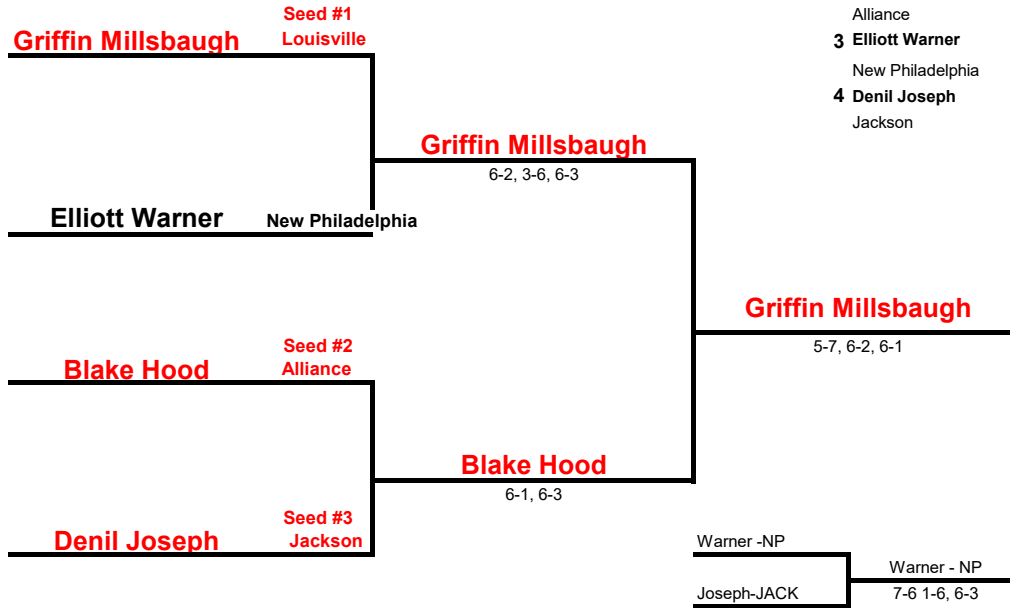 Seed #1
Griffin Millsbaugh Louisville
Alliance
3 Elliott Warner
New Philadelphia
4 Denil Joseph
Jackson
Griffin Millsbaugh
6-2, 3-6, 6-3
Elliott Warner New Philadelphia
Griffin Millsbaugh
5-7, 6-2, 6-1
Seed #2
Blake Hood Alliance
Blake Hood
6-1, 6-3
Seed #3
Denil Joseph Jackson
Warner -NP
Warner - NP
Joseph-JACK
7-6 1-6, 6-3